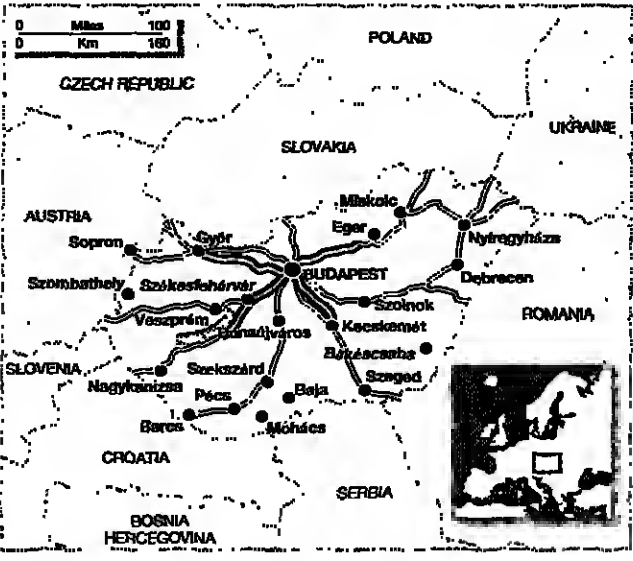 0 Miles 100
0 Km 160
POLAND
CZECH REPUBLIC
UKRAINE
SLOVAKIA
Miskolc
AUSTRIA
Eger
Sopron
Győr
Nyíregyháza
BUDAPEST
Debrecen
Szombathely
Székesfehérvár
Szolnok
Veszprém
ROMANIA
Dunaújváros
Kecskemét
Békéscsaba
SLOVENIA
Szekszárd
Nagykanizsa
Szeged
Pécs
Baja
Barcs
Mohács
CROATIA
SERBIA
BOSNIA
HERCEGOVINA